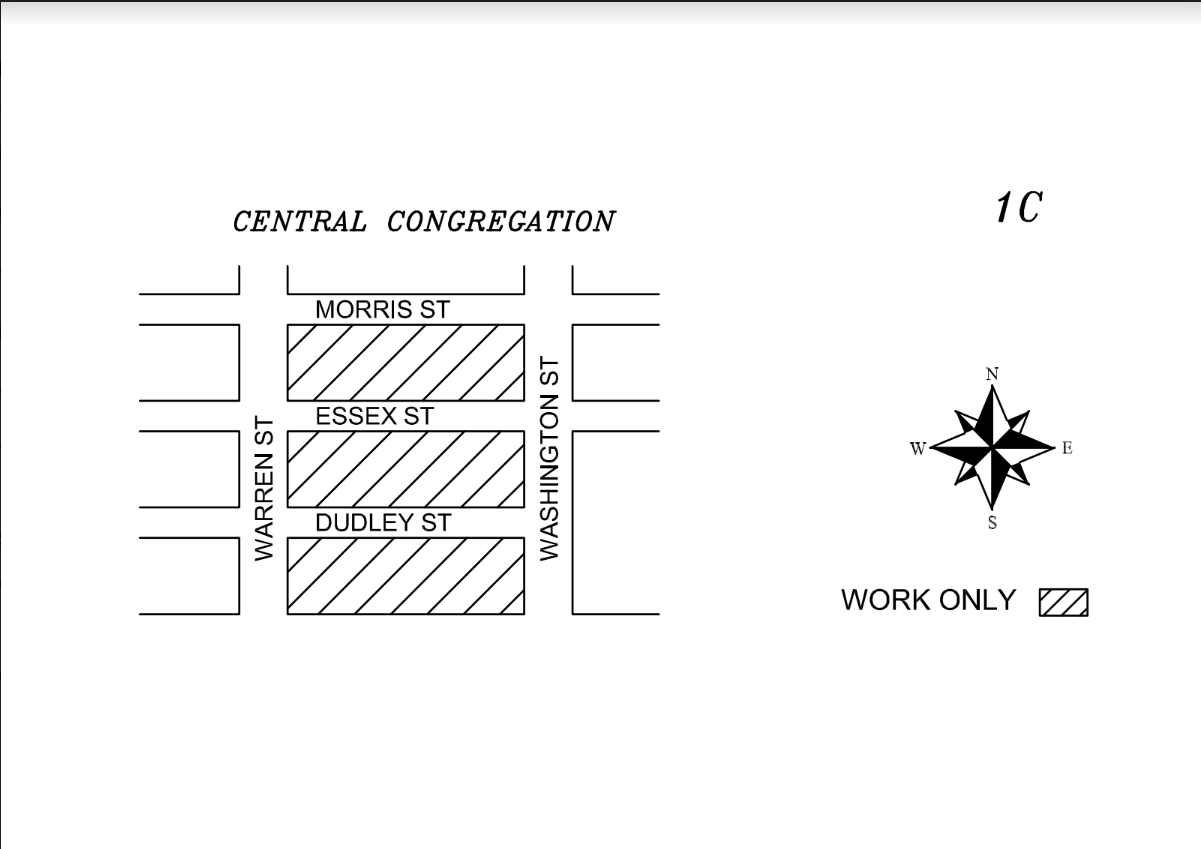 1C
CENTRAL CONGREGATION
MORRIS ST
ESSEX ST
DUDLEY ST
WARREN ST
WASHINGTON ST
N
W
E
S
WORK ONLY